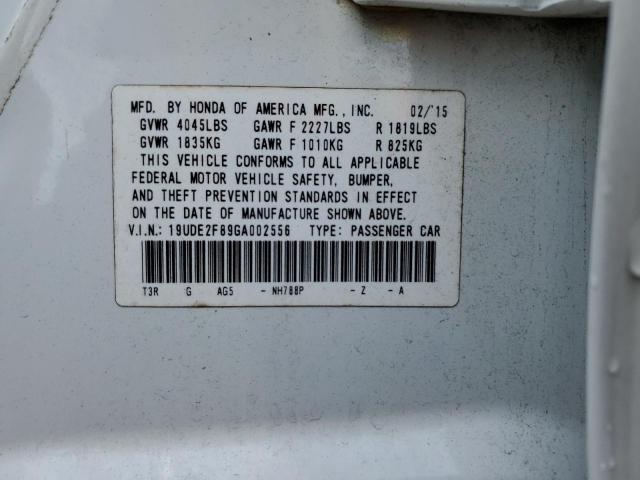 MFD. BY HONDA OF AMERICA MFG., INC. 02/'15
GVWR 4045LBS GAWR F 2227LBS R 1819LBS
GVWR 1835KG GAWR F 1010KG R 825KG
THIS VEHICLE CONFORMS TO ALL APPLICABLE
FEDERAL MOTOR VEHICLE SAFETY, BUMPER,
AND THEFT PREVENTION STANDARDS IN EFFECT
ON THE DATE OF MANUFACTURE SHOWN ABOVE.
V.I.N.: 19UDE2F89GA002556 TYPE: PASSENGER CAR
T3R G AG5 - NH788P - Z - A